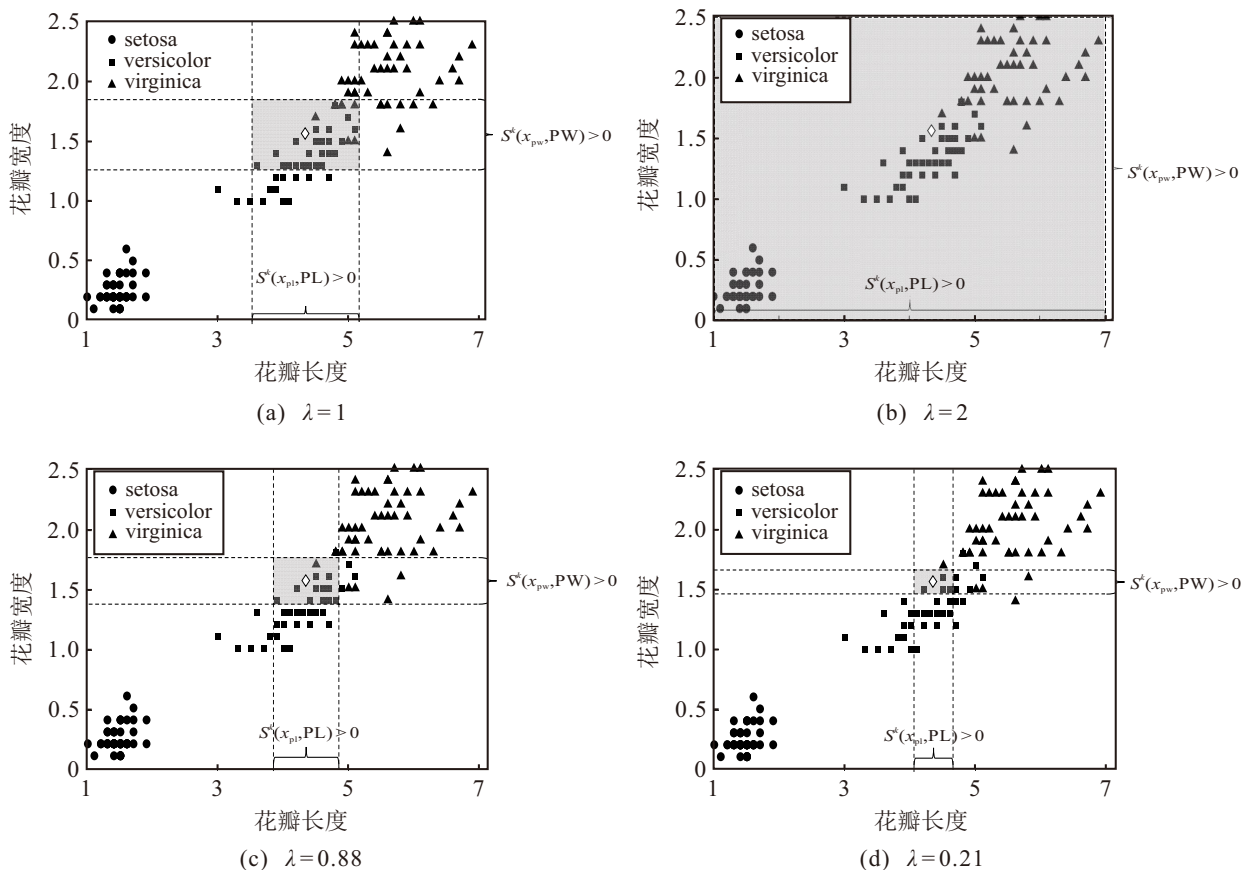 2.5
setosa
versicolor
virginica
2.0
1.5
1.0
0.5
0
花瓣宽度
S^k(x_pw,PW)>0
S^k(x_pl,PL)>0
1 3 5 7
花瓣长度
(a) λ=1
2.5
setosa
versicolor
virginica
2.0
1.5
1.0
0.5
0
花瓣宽度
S^k(x_pw,PW)>0
S^k(x_pl,PL)>0
1 3 5 7
花瓣长度
(b) λ=2
2.5
setosa
versicolor
virginica
2.0
1.5
1.0
0.5
0
花瓣宽度
S^k(x_pw,PW)>0
S^k(x_pl,PL)>0
1 3 5 7
花瓣长度
(c) λ=0.88
2.5
setosa
versicolor
virginica
2.0
1.5
1.0
0.5
0
花瓣宽度
S^k(x_pw,PW)>0
S^k(x_pl,PL)>0
1 3 5 7
花瓣长度
(d) λ=0.21